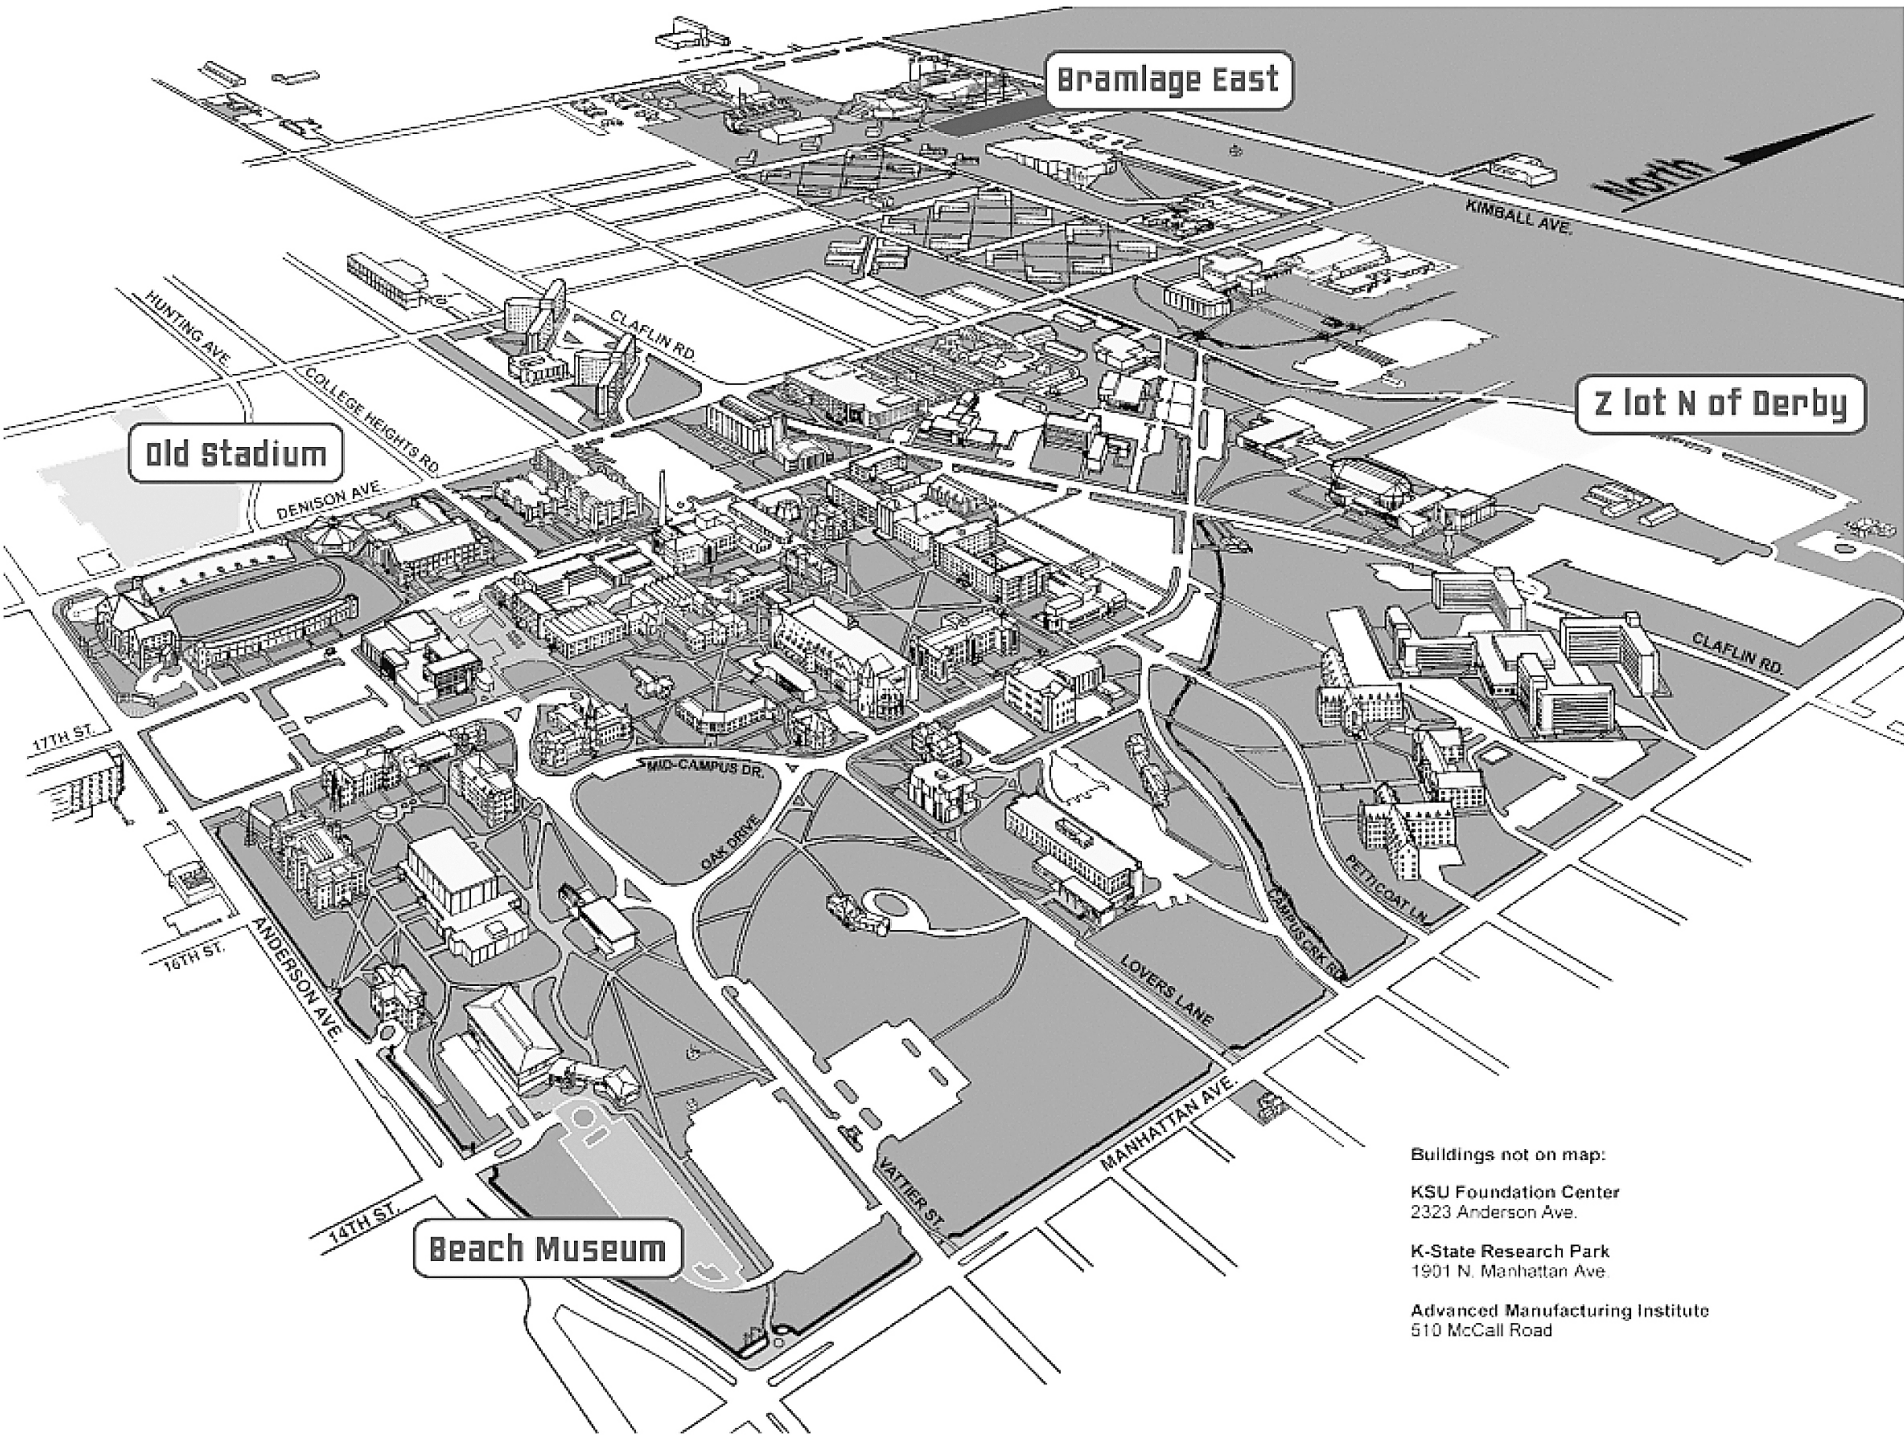 Bramlage East
North
KIMBALL AVE.
HUNTING AVE.
CLAFLIN RD.
COLLEGE HEIGHTS RD.
Z lot N of Derby
Old Stadium
DENISON AVE.
CLAFLIN RD.
17TH ST.
MID-CAMPUS DR.
OAK DRIVE
PETTICOAT LN.
CAMPUS CRK RD.
ANDERSON AVE.
16TH ST.
LOVERS LANE
MANHATTAN AVE.
VATTIER ST.
14TH ST.
Beach Museum
Buildings not on map:
KSU Foundation Center
2323 Anderson Ave.
K-State Research Park
1901 N. Manhattan Ave.
Advanced Manufacturing Institute
510 McCall Road